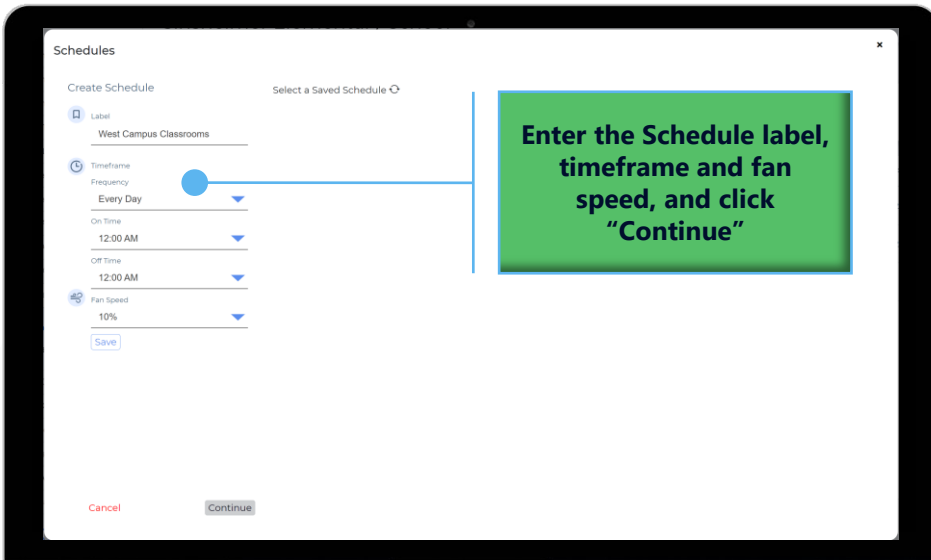 Schedules
×
Create Schedule
Select a Saved Schedule
Label
West Campus Classrooms
Timeframe
Frequency
Every Day
On Time
12:00 AM
Off Time
12:00 AM
Fan Speed
10%
Save
Cancel
Continue
Enter the Schedule label,
timeframe and fan
speed, and click
“Continue”